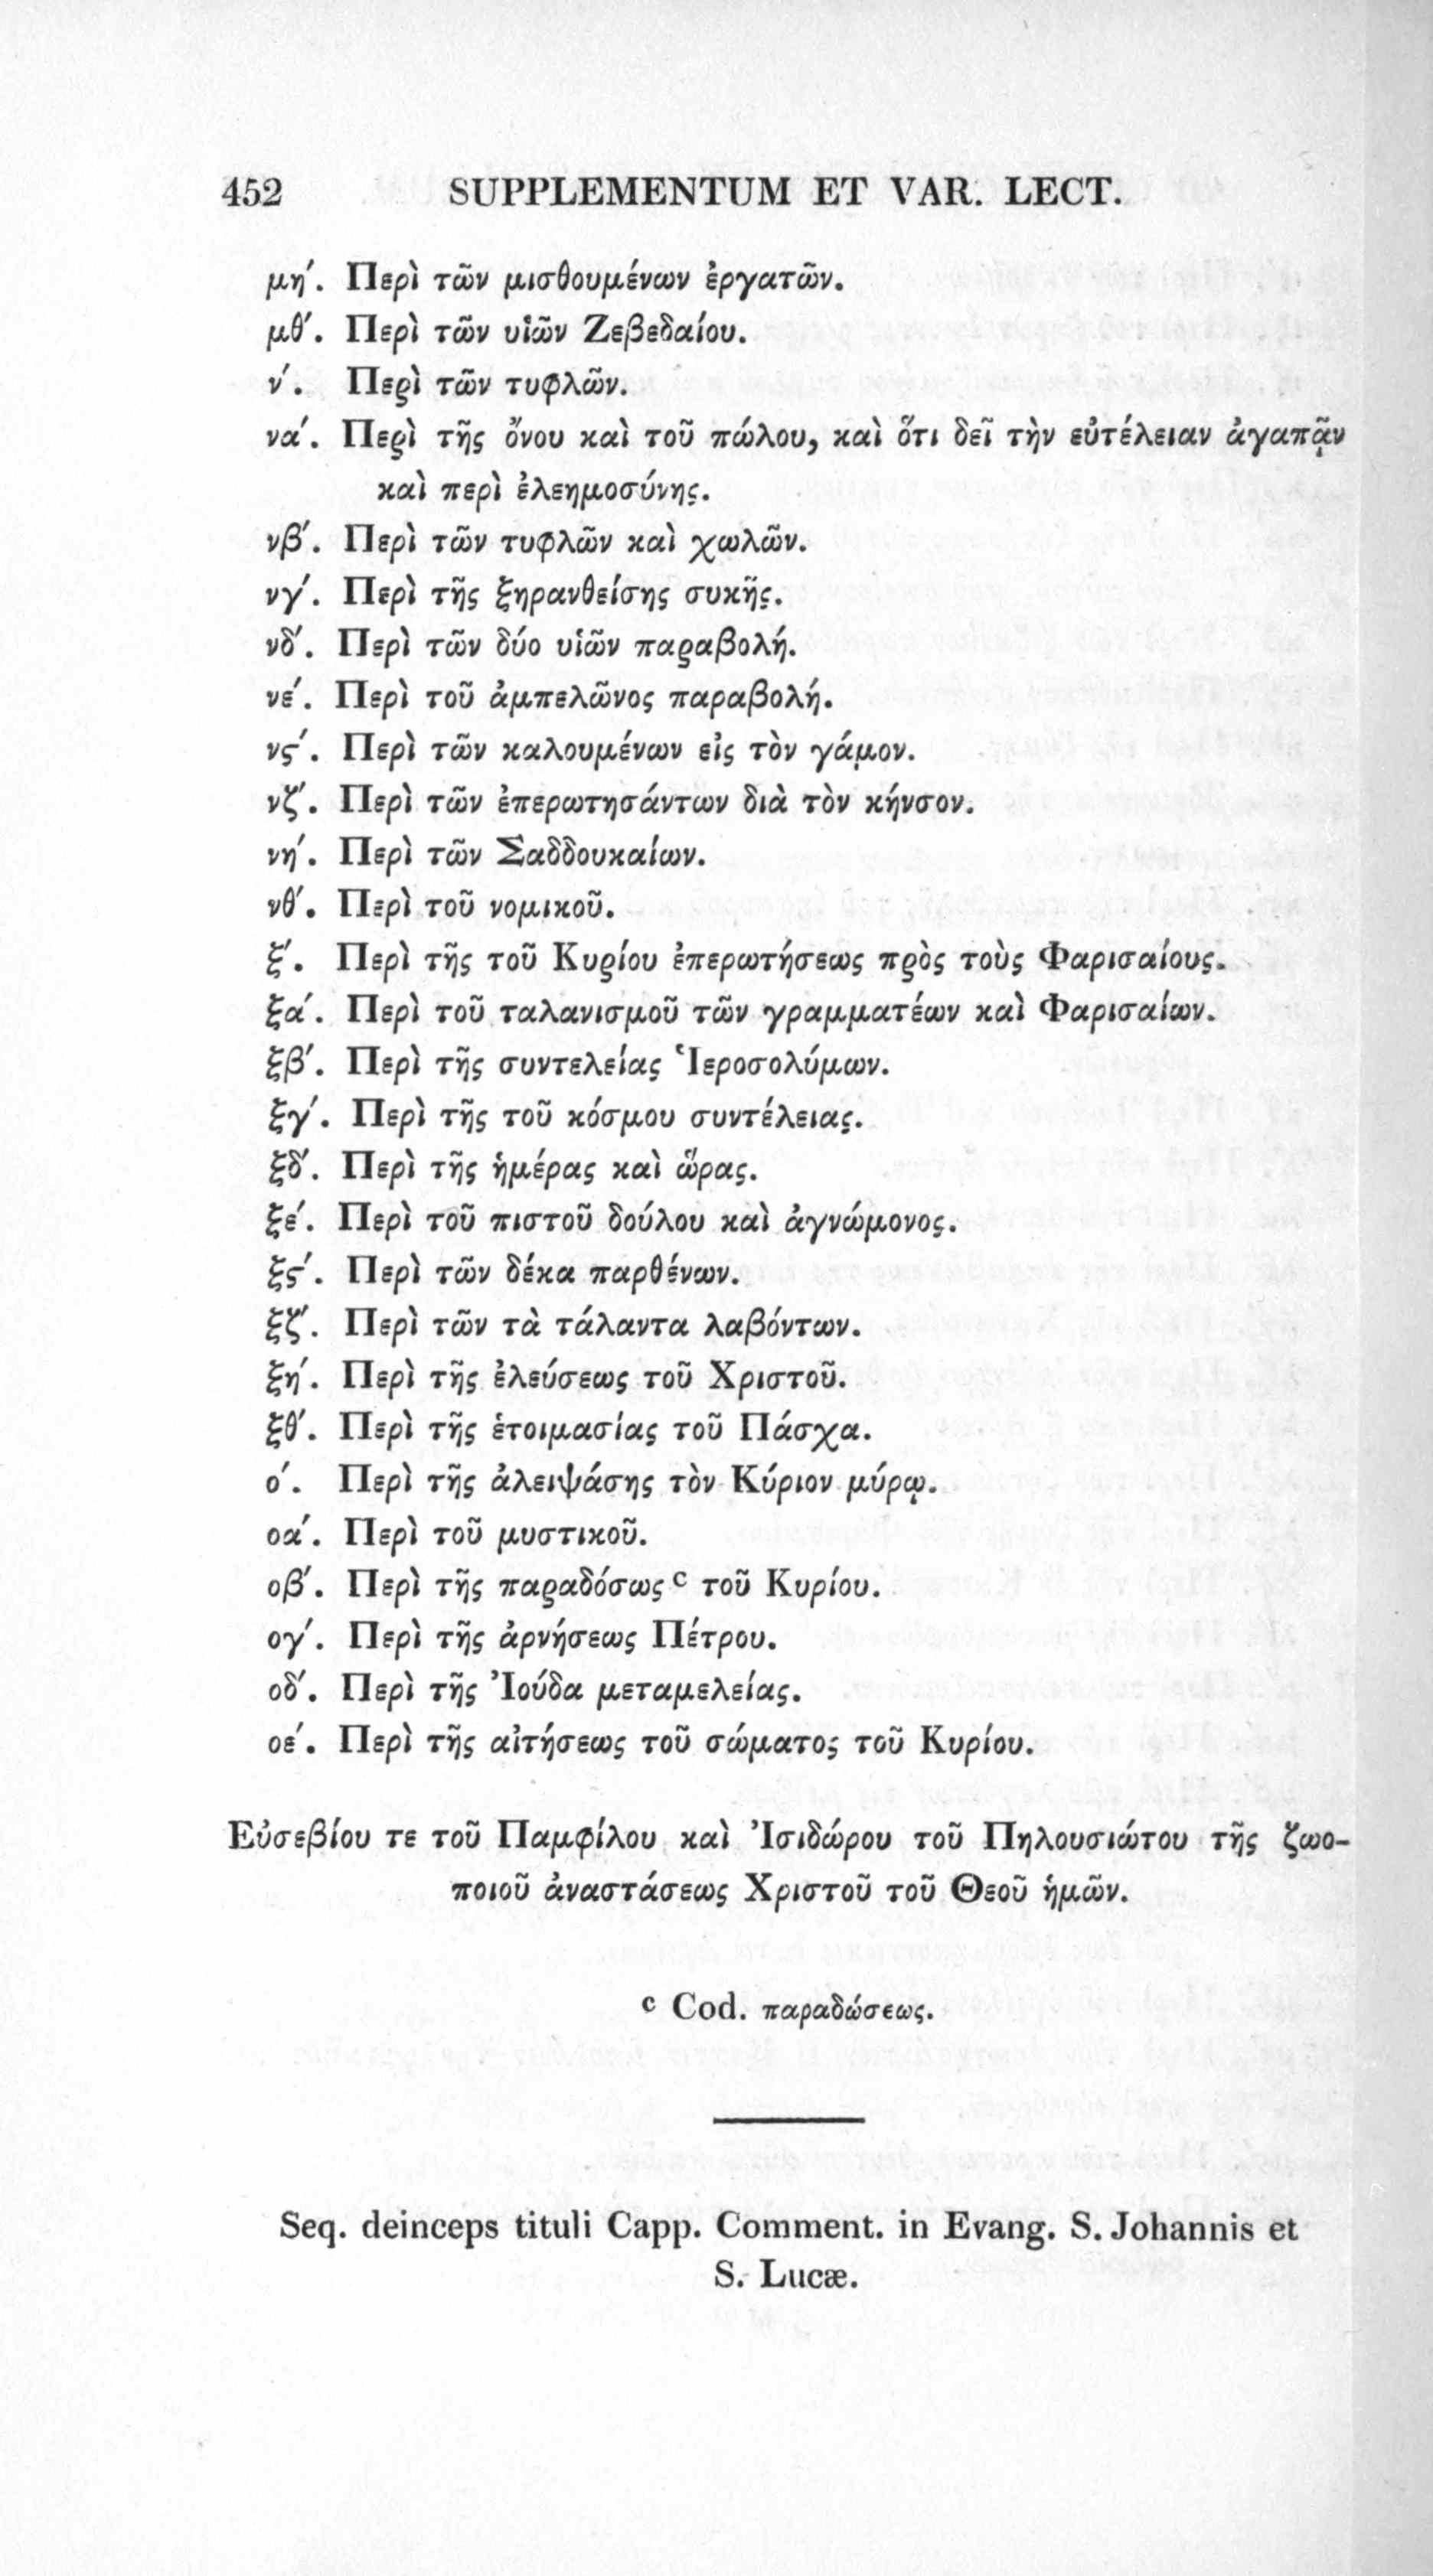 452 SUPPLEMENTUM ET VAR. LECT.
μη΄. Περὶ τῶν μισθουμένων ἐργατῶν.
μθ΄. Περὶ τῶν υἱῶν Ζεβεδαίου.
ν΄. Περὶ τῶν τυφλῶν.
να΄. Περὶ τῆς ὄνου καὶ τοῦ πώλου, καὶ ὅτι δεῖ τὴν εὐτέλειαν ἀγαπᾷν
καὶ περὶ ἐλεημοσύνης.
νβ΄. Περὶ τῶν τυφλῶν καὶ χωλῶν.
νγ΄. Περὶ τῆς ξηρανθείσης συκῆς.
νδ΄. Περὶ τῶν δύο υἱῶν παραβολή.
νε΄. Περὶ τοῦ ἀμπελῶνος παραβολή.
νϛ΄. Περὶ τῶν καλουμένων εἰς τὸν γάμον.
νζ΄. Περὶ τῶν ἐπερωτησάντων διὰ τὸν κήνσον.
νη΄. Περὶ τῶν Σαδδουκαίων.
νθ΄. Περὶ τοῦ νομικοῦ.
ξ΄. Περὶ τῆς τοῦ Κυρίου ἐπερωτήσεως πρὸς τοὺς Φαρισαίους.
ξα΄. Περὶ τοῦ ταλανισμοῦ τῶν γραμματέων καὶ Φαρισαίων.
ξβ΄. Περὶ τῆς συντελείας Ἱεροσολύμων.
ξγ΄. Περὶ τῆς τοῦ κόσμου συντέλειας.
ξδ΄. Περὶ τῆς ἡμέρας καὶ ὥρας.
ξε΄. Περὶ τοῦ πιστοῦ δούλου καὶ ἀγνώμονος.
ξϛ΄. Περὶ τῶν δέκα παρθένων.
ξζ΄. Περὶ τῶν τὰ τάλαντα λαβόντων.
ξη΄. Περὶ τῆς ἐλεύσεως τοῦ Χριστοῦ.
ξθ΄. Περὶ τῆς ἑτοιμασίας τοῦ Πάσχα.
ο΄. Περὶ τῆς ἀλειψάσης τὸν Κύριον μύρῳ.
οα΄. Περὶ τοῦ μυστικοῦ.
οβ΄. Περὶ τῆς παραδόσως c τοῦ Κυρίου.
ογ΄. Περὶ τῆς ἀρνήσεως Πέτρου.
οδ΄. Περὶ τῆς Ἰούδα μεταμελείας.
οε΄. Περὶ τῆς αἰτήσεως τοῦ σώματος τοῦ Κυρίου.
Εὐσεβίου τε τοῦ Παμφίλου καὶ Ἰσιδώρου τοῦ Πηλουσιώτου τῆς ζωο-
ποιοῦ ἀναστάσεως Χριστοῦ τοῦ Θεοῦ ἡμῶν.
c Cod. παραδώσεως.
Seq. deinceps tituli Capp. Comment. in Evang. S. Johannis et
S. Lucæ.